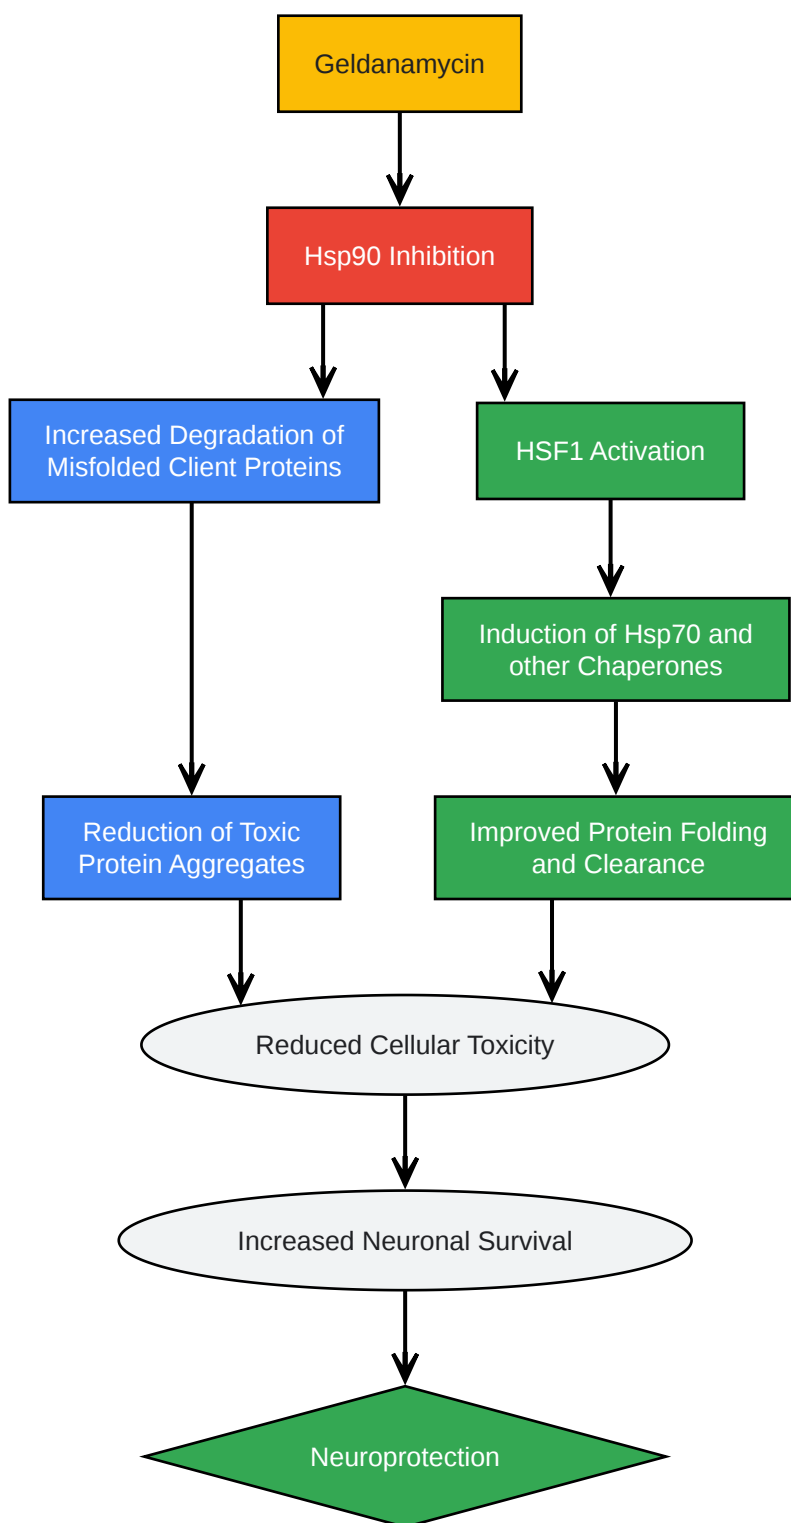 Geldanamycin
Hsp90 Inhibition
Increased Degradation of
Misfolded Client Proteins
HSF1 Activation
Induction of Hsp70 and
other Chaperones
Reduction of Toxic
Protein Aggregates
Improved Protein Folding
and Clearance
Reduced Cellular Toxicity
Increased Neuronal Survival
Neuroprotection